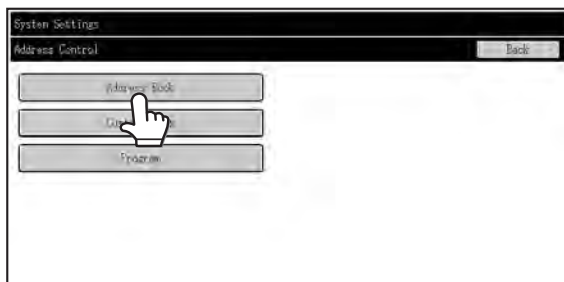 System Settings
Address Control
Back
Address Book
Program